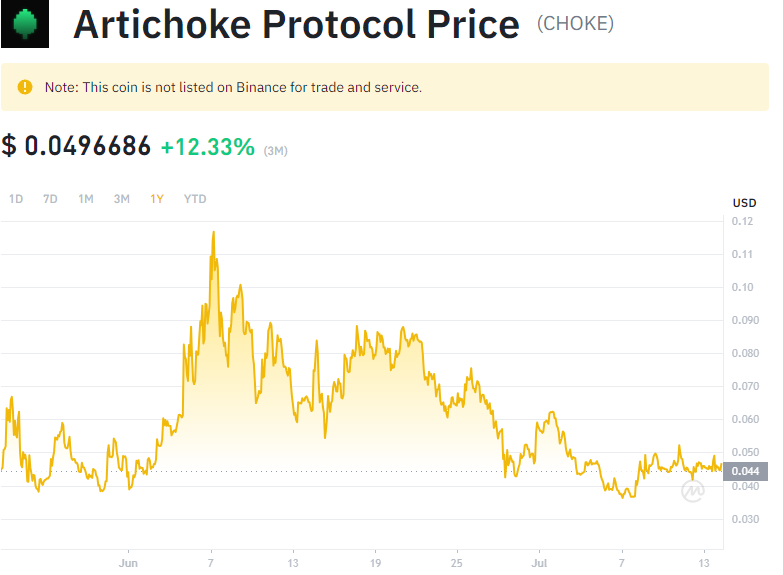 Artichoke Protocol Price (CHOKE)
Note: This coin is not listed on Binance for trade and service.
$ 0.0496686 +12.33% (3M)
1D 7D 1M 3M 1Y YTD
USD
0.12
0.11
0.10
0.090
0.080
0.070
0.060
0.050
0.044
0.040
0.030
Jun 7 13 19 25 Jul 7 13